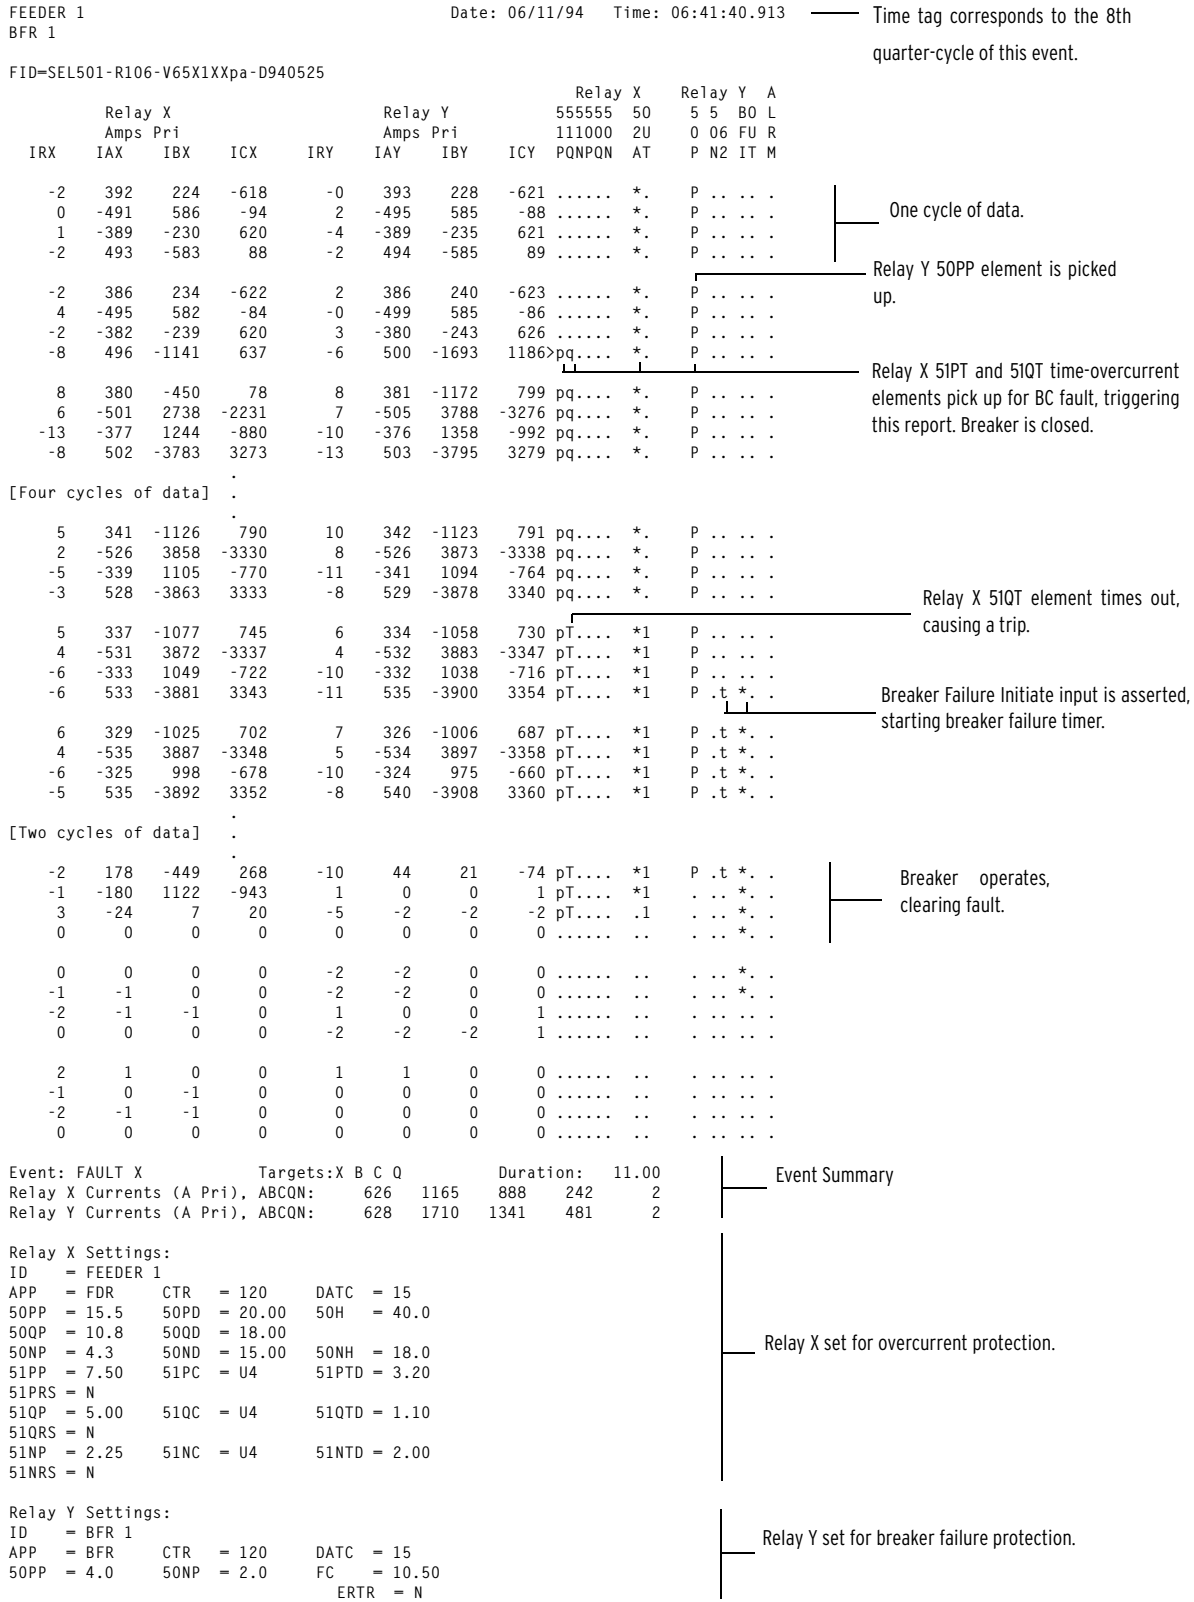 FEEDER 1 Date: 06/11/94 Time: 06:41:40.913 Time tag corresponds to the 8th
BFR 1
quarter-cycle of this event.
FID=SEL501-R106-V65X1XXpa-D940525
Relay X Relay Y A
Relay X Relay Y 555555 50 5 5 BO L
Amps Pri Amps Pri 111000 2U 0 06 FU R
IRX IAX IBX ICX IRY IAY IBY ICY PQNPQN AT P N2 IT M
-2 392 224 -618 -0 393 228 -621 ...... *. P .. .. .
0 -491 586 -94 2 -495 585 -88 ...... *. P .. .. .
One cycle of data.
1 -389 -230 620 -4 -389 -235 621 ...... *. P .. .. .
-2 493 -583 88 -2 494 -585 89 ...... *. P .. .. .
Relay Y 50PP element is picked
up.
-2 386 234 -622 2 386 240 -623 ...... *. P .. .. .
4 -495 582 -84 -0 -499 585 -86 ...... *. P .. .. .
-2 -382 -239 620 3 -380 -243 626 ...... *. P .. .. .
-8 496 -1141 637 -6 500 -1693 1186>pq.... *. P .. .. .
Relay X 51PT and 51QT time-overcurrent
elements pick up for BC fault, triggering
this report. Breaker is closed.
8 380 -450 78 8 381 -1172 799 pq.... *. P .. .. .
6 -501 2738 -2231 7 -505 3788 -3276 pq.... *. P .. .. .
-13 -377 1244 -880 -10 -376 1358 -992 pq.... *. P .. .. .
-8 502 -3783 3273 -13 503 -3795 3279 pq.... *. P .. .. .
.
[Four cycles of data] .
.
5 341 -1126 790 10 342 -1123 791 pq.... *. P .. .. .
2 -526 3858 -3330 8 -526 3873 -3338 pq.... *. P .. .. .
-5 -339 1105 -770 -11 -341 1094 -764 pq.... *. P .. .. .
-3 528 -3863 3333 -8 529 -3878 3340 pq.... *. P .. .. .
Relay X 51QT element times out,
causing a trip.
5 337 -1077 745 6 334 -1058 730 pT.... *1 P .. .. .
4 -531 3872 -3337 4 -532 3883 -3347 pT.... *1 P .. .. .
-6 -333 1049 -722 -10 -332 1038 -716 pT.... *1 P .. .. .
-6 533 -3881 3343 -11 535 -3900 3354 pT.... *1 P .t *. .
Breaker Failure Initiate input is asserted,
starting breaker failure timer.
6 329 -1025 702 7 326 -1006 687 pT.... *1 P .t *. .
4 -535 3887 -3348 5 -534 3897 -3358 pT.... *1 P .t *. .
-6 -325 998 -678 -10 -324 975 -660 pT.... *1 P .t *. .
-5 535 -3892 3352 -8 540 -3908 3360 pT.... *1 P .t *. .
.
[Two cycles of data] .
.
-2 178 -449 268 -10 44 21 -74 pT.... *1 P .t *. .
-1 -180 1122 -943 1 0 0 1 pT.... *1 . .. *. .
3 -24 7 20 -5 -2 -2 -2 pT.... .1 . .. *. .
0 0 0 0 0 0 0 0 ...... .. . .. *. .
Breaker operates,
clearing fault.
0 0 0 0 -2 -2 0 0 ...... .. . .. *. .
-1 -1 0 0 -2 -2 0 0 ...... .. . .. *. .
-2 -1 -1 0 1 0 0 1 ...... .. . .. .. .
0 0 0 0 -2 -2 -2 1 ...... .. . .. .. .
2 1 0 0 1 1 0 0 ...... .. . .. .. .
-1 0 -1 0 0 0 0 0 ...... .. . .. .. .
-2 -1 -1 0 0 0 0 0 ...... .. . .. .. .
0 0 0 0 0 0 0 0 ...... .. . .. .. .
Event: FAULT X Targets:X B C Q Duration: 11.00
Event Summary
Relay X Currents (A Pri), ABCQN: 626 1165 888 242 2
Relay Y Currents (A Pri), ABCQN: 628 1710 1341 481 2
Relay X Settings:
ID = FEEDER 1
APP = FDR CTR = 120 DATC = 15
50PP = 15.5 50PD = 20.00 50H = 40.0
50QP = 10.8 50QD = 18.00
50NP = 4.3 50ND = 15.00 50NH = 18.0
Relay X set for overcurrent protection.
51PP = 7.50 51PC = U4 51PTD = 3.20
51PRS = N
51QP = 5.00 51QC = U4 51QTD = 1.10
51QRS = N
51NP = 2.25 51NC = U4 51NTD = 2.00
51NRS = N
Relay Y Settings:
ID = BFR 1
Relay Y set for breaker failure protection.
APP = BFR CTR = 120 DATC = 15
50PP = 4.0 50NP = 2.0 FC = 10.50
ERTR = N